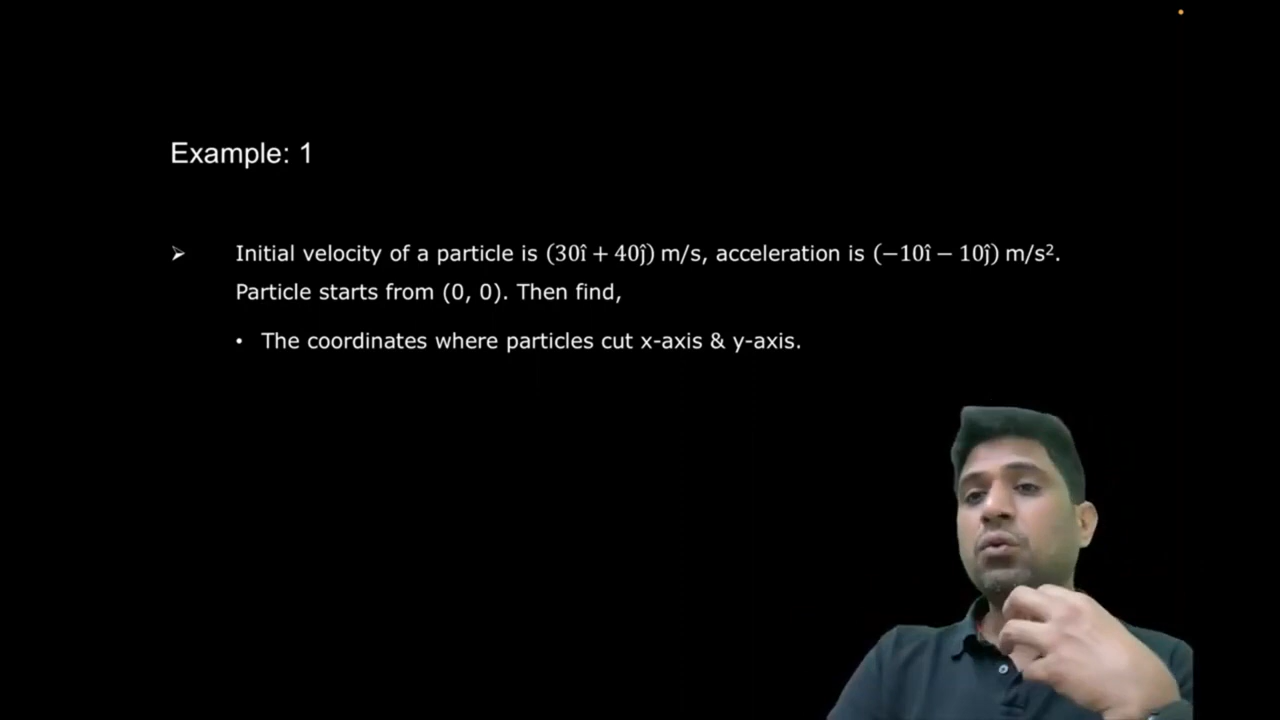 Example: 1
➢ Initial velocity of a particle is (30î + 40ĵ) m/s, acceleration is (−10î − 10ĵ) m/s².
Particle starts from (0, 0). Then find,
• The coordinates where particles cut x-axis & y-axis.